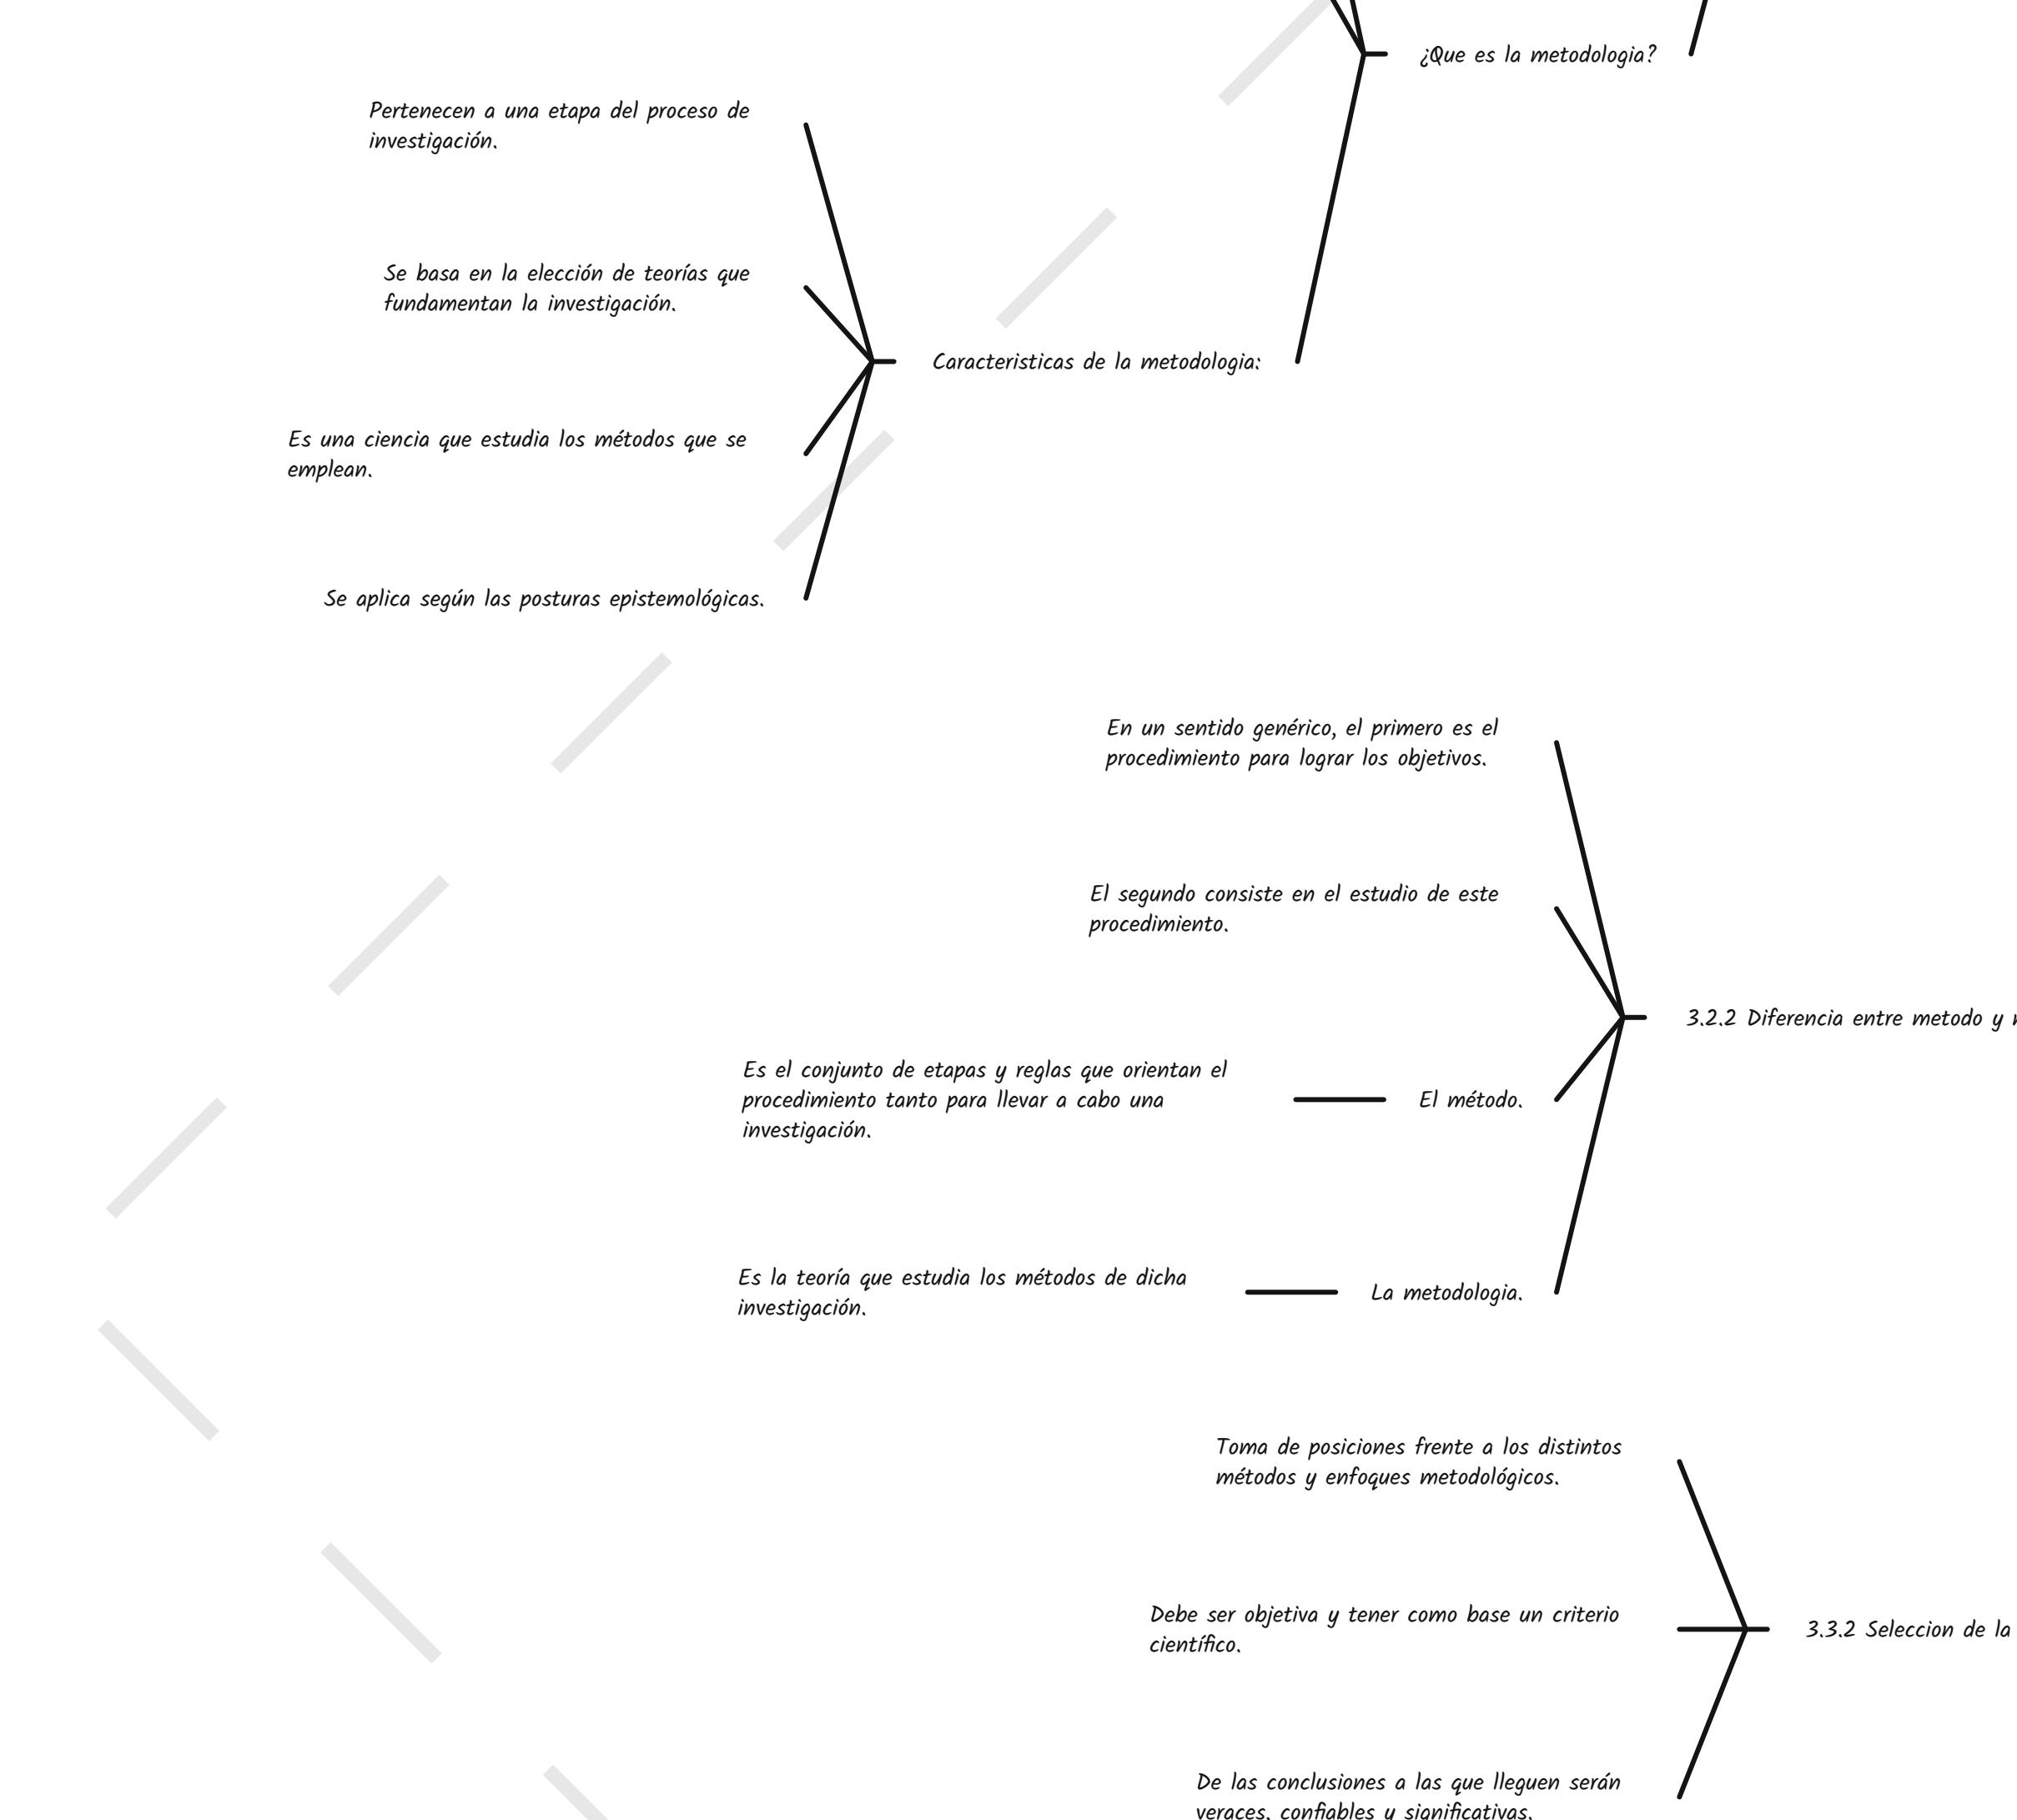 ¿Que es la metodologia?
Pertenecen a una etapa del proceso de
investigación.
Se basa en la elección de teorías que
fundamentan la investigación.
Caracteristicas de la metodologia:
Es una ciencia que estudia los métodos que se
emplean.
Se aplica según las posturas epistemológicas.
En un sentido genérico, el primero es el
procedimiento para lograr los objetivos.
El segundo consiste en el estudio de este
procedimiento.
3.2.2 Diferencia entre metodo y
Es el conjunto de etapas y reglas que orientan el
procedimiento tanto para llevar a cabo una
investigación.
El método.
Es la teoría que estudia los métodos de dicha
investigación.
La metodologia.
Toma de posiciones frente a los distintos
métodos y enfoques metodológicos.
Debe ser objetiva y tener como base un criterio
científico.
3.3.2 Seleccion de la
De las conclusiones a las que lleguen serán
veraces, confiables y significativas.